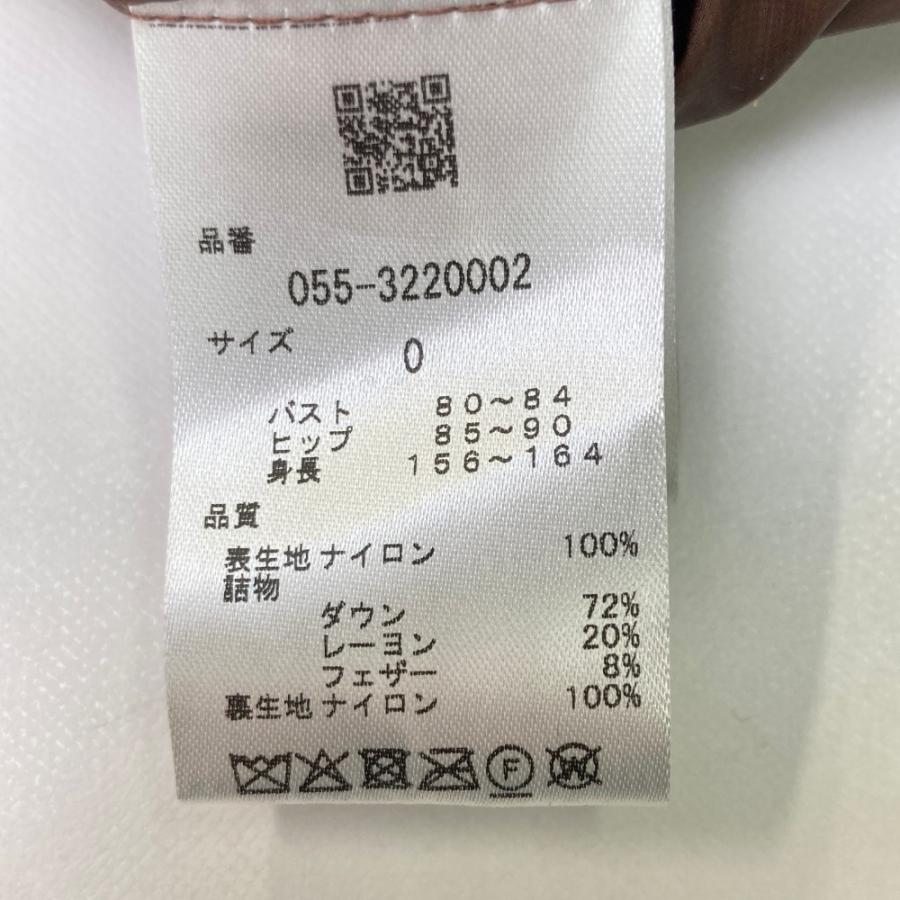 品番
055-3220002
サイズ 0
バスト 80～84
ヒップ 85～90
身長 156～164
品質
表生地 ナイロン 100%
詰物
ダウン 72%
レーヨン 20%
フェザー 8%
裏生地 ナイロン 100%
F W